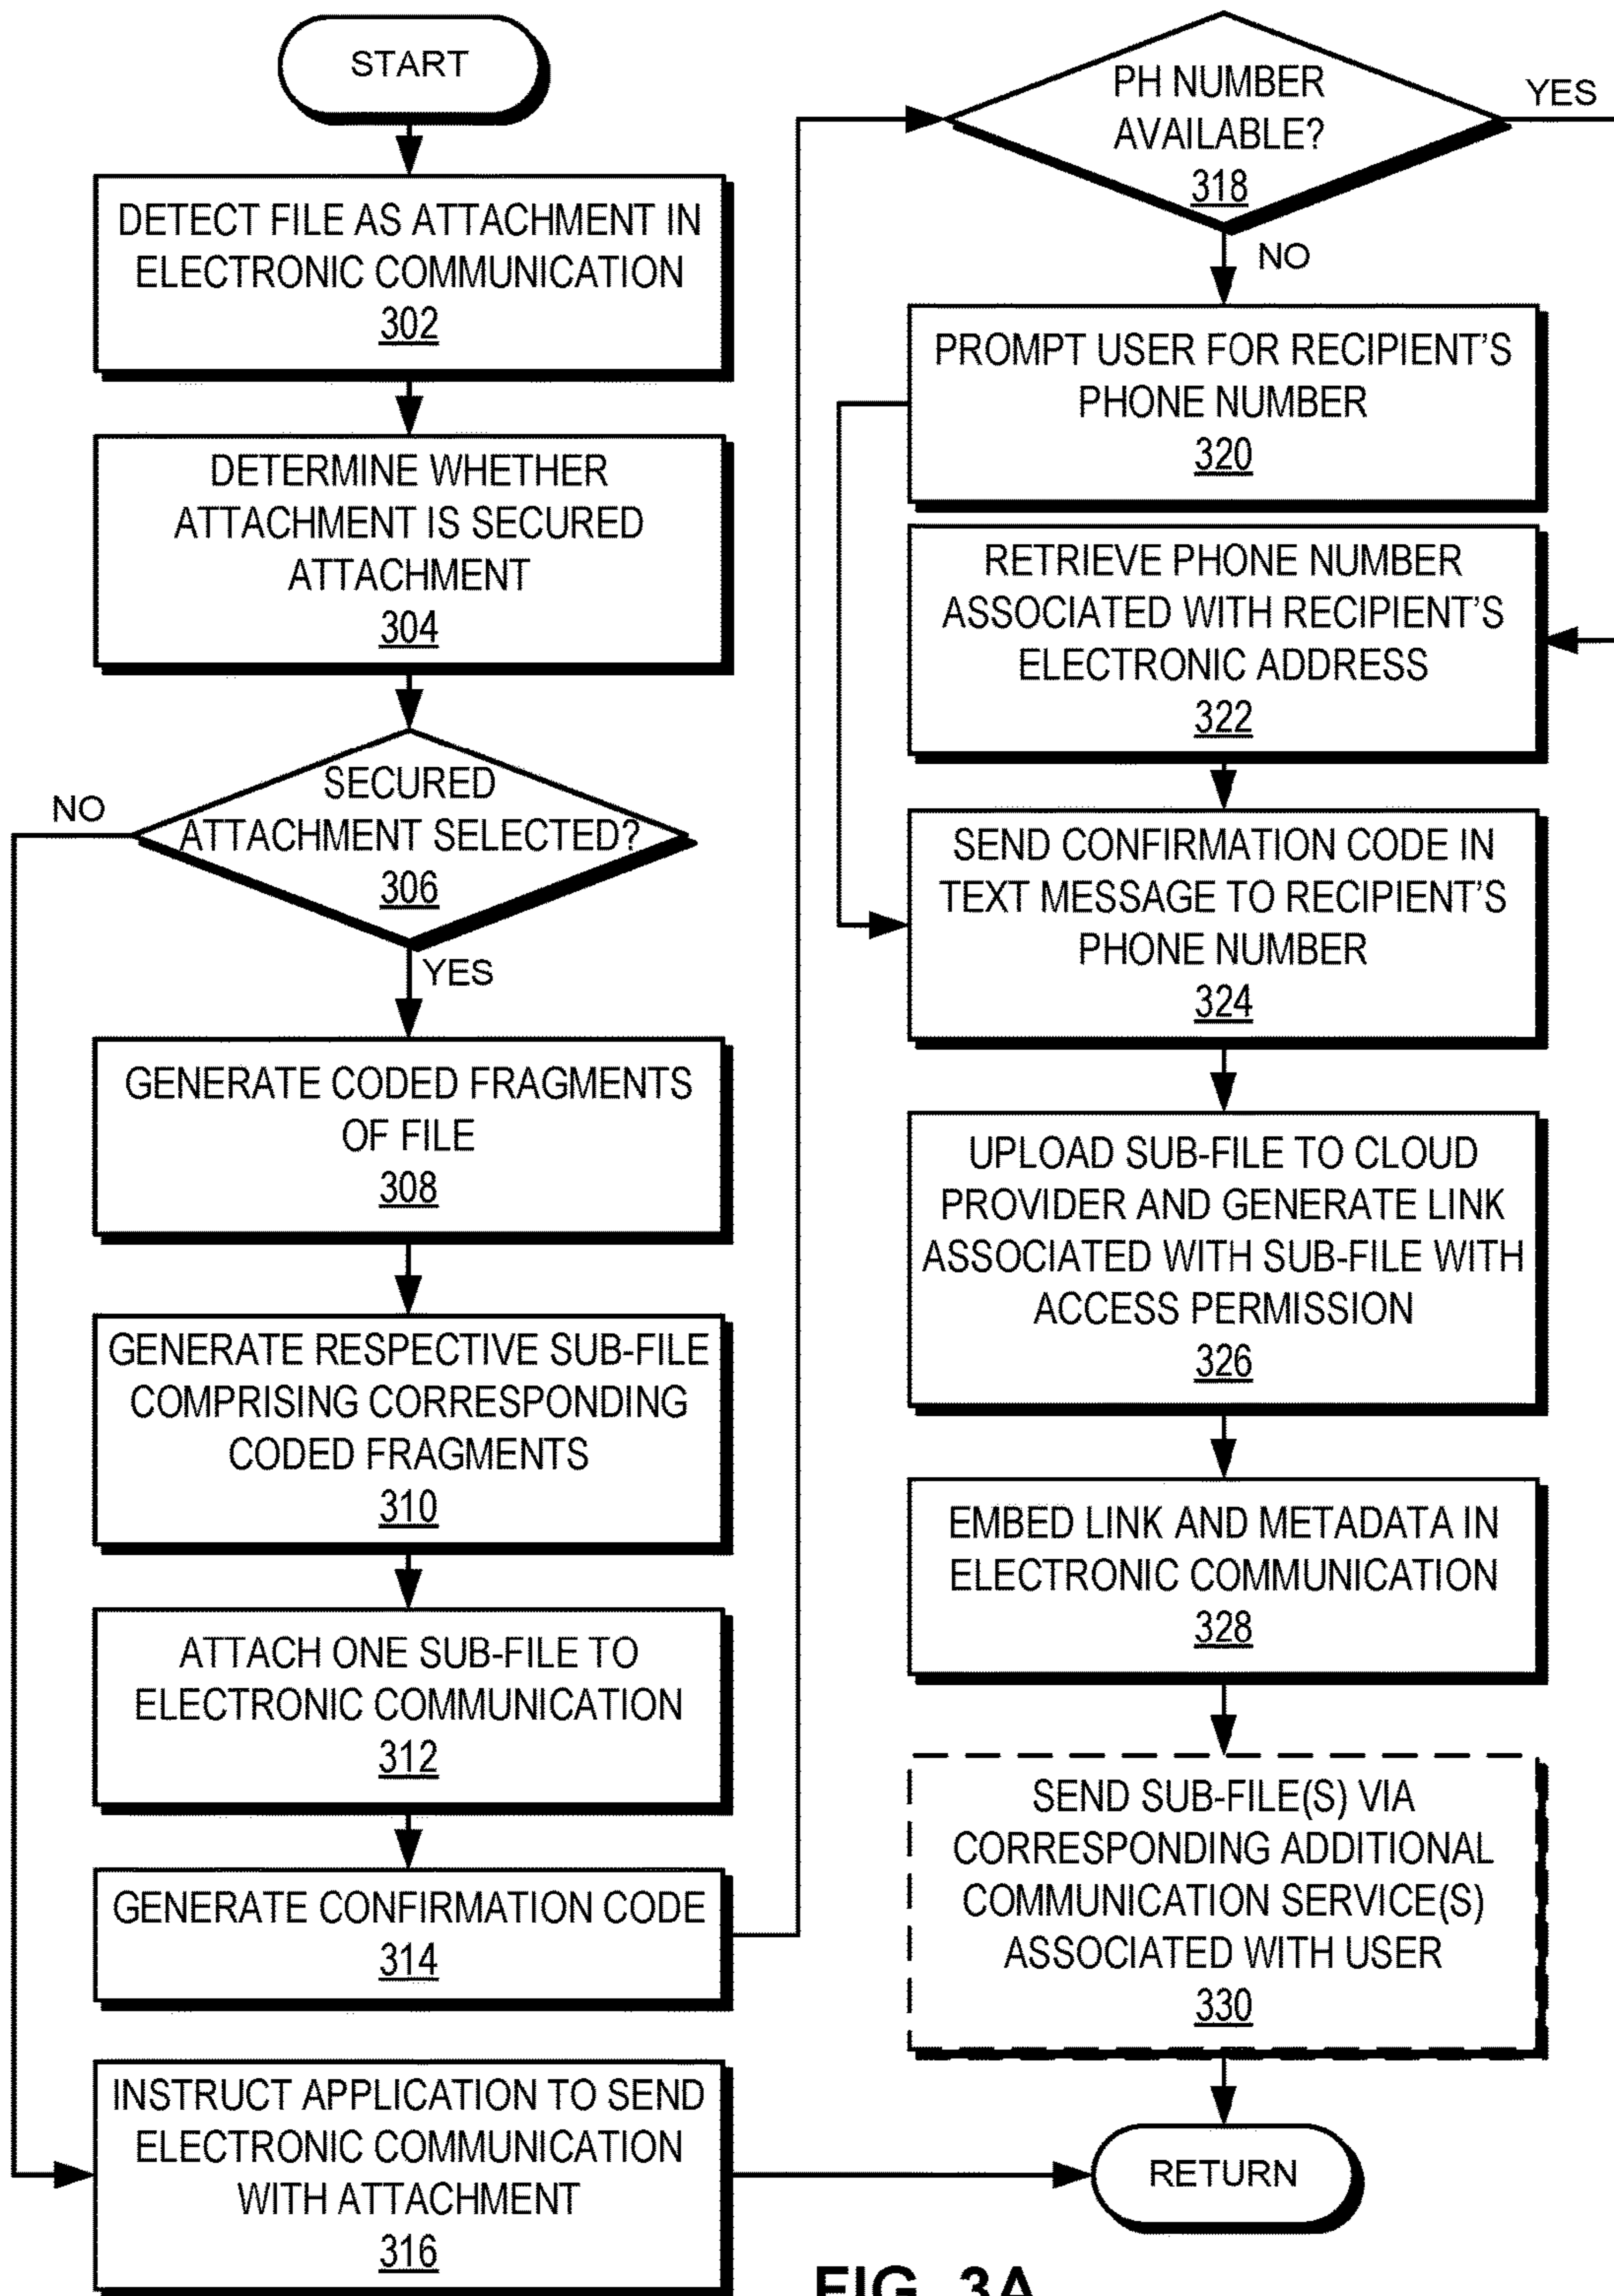 START
DETECT FILE AS ATTACHMENT IN
ELECTRONIC COMMUNICATION
302
DETERMINE WHETHER
ATTACHMENT IS SECURED
ATTACHMENT
304
SECURED
ATTACHMENT SELECTED?
306
NO
YES
GENERATE CODED FRAGMENTS
OF FILE
308
GENERATE RESPECTIVE SUB-FILE
COMPRISING CORRESPONDING
CODED FRAGMENTS
310
ATTACH ONE SUB-FILE TO
ELECTRONIC COMMUNICATION
312
GENERATE CONFIRMATION CODE
314
INSTRUCT APPLICATION TO SEND
ELECTRONIC COMMUNICATION
WITH ATTACHMENT
316
PH NUMBER
AVAILABLE?
318
YES
NO
PROMPT USER FOR RECIPIENT'S
PHONE NUMBER
320
RETRIEVE PHONE NUMBER
ASSOCIATED WITH RECIPIENT'S
ELECTRONIC ADDRESS
322
SEND CONFIRMATION CODE IN
TEXT MESSAGE TO RECIPIENT'S
PHONE NUMBER
324
UPLOAD SUB-FILE TO CLOUD
PROVIDER AND GENERATE LINK
ASSOCIATED WITH SUB-FILE WITH
ACCESS PERMISSION
326
EMBED LINK AND METADATA IN
ELECTRONIC COMMUNICATION
328
SEND SUB-FILE(S) VIA
CORRESPONDING ADDITIONAL
COMMUNICATION SERVICE(S)
ASSOCIATED WITH USER
330
RETURN
FIG. 3A